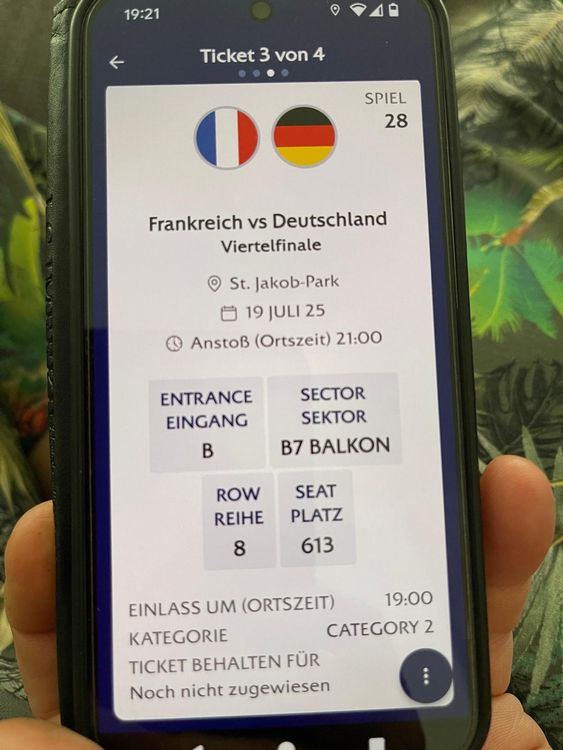 19:21
Ticket 3 von 4
SPIEL
28
Frankreich vs Deutschland
Viertelfinale
St. Jakob-Park
19 JULI 25
Anstoß (Ortszeit) 21:00
ENTRANCE
EINGANG
B
SECTOR
SEKTOR
B7 BALKON
ROW
REIHE
8
SEAT
PLATZ
613
EINLASS UM (ORTSZEIT) 19:00
KATEGORIE CATEGORY 2
TICKET BEHALTEN FÜR
Noch nicht zugewiesen